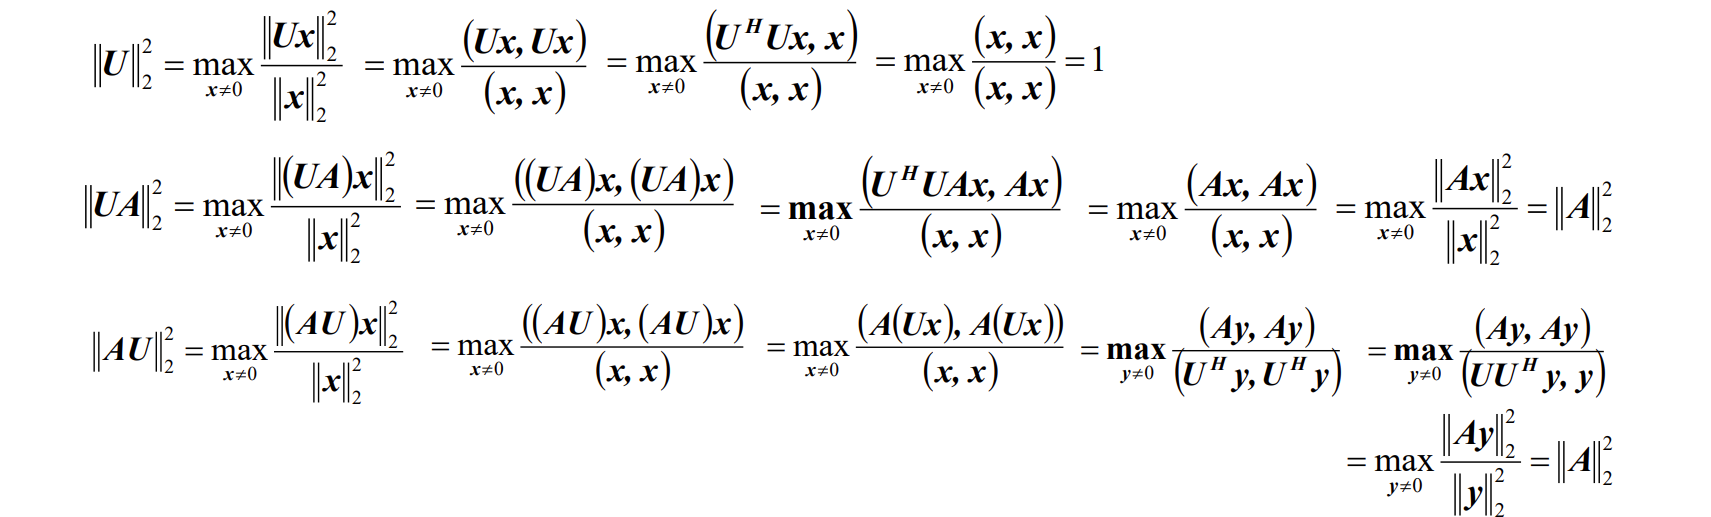 ‖U‖₂² = max_{x≠0} ‖Ux‖₂² / ‖x‖₂² = max_{x≠0} (Ux, Ux) / (x, x) = max_{x≠0} (U^H Ux, x) / (x, x) = max_{x≠0} (x, x) / (x, x) = 1
‖UA‖₂² = max_{x≠0} ‖(UA)x‖₂² / ‖x‖₂² = max_{x≠0} ((UA)x, (UA)x) / (x, x) = max_{x≠0} (U^H UAx, Ax) / (x, x) = max_{x≠0} (Ax, Ax) / (x, x) = max_{x≠0} ‖Ax‖₂² / ‖x‖₂² = ‖A‖₂²
‖AU‖₂² = max_{x≠0} ‖(AU)x‖₂² / ‖x‖₂² = max_{x≠0} ((AU)x, (AU)x) / (x, x) = max_{x≠0} (A(Ux), A(Ux)) / (x, x) = max_{y≠0} (Ay, Ay) / (U^H y, U^H y) = max_{y≠0} (Ay, Ay) / (UU^H y, y)
= max_{y≠0} ‖Ay‖₂² / ‖y‖₂² = ‖A‖₂²